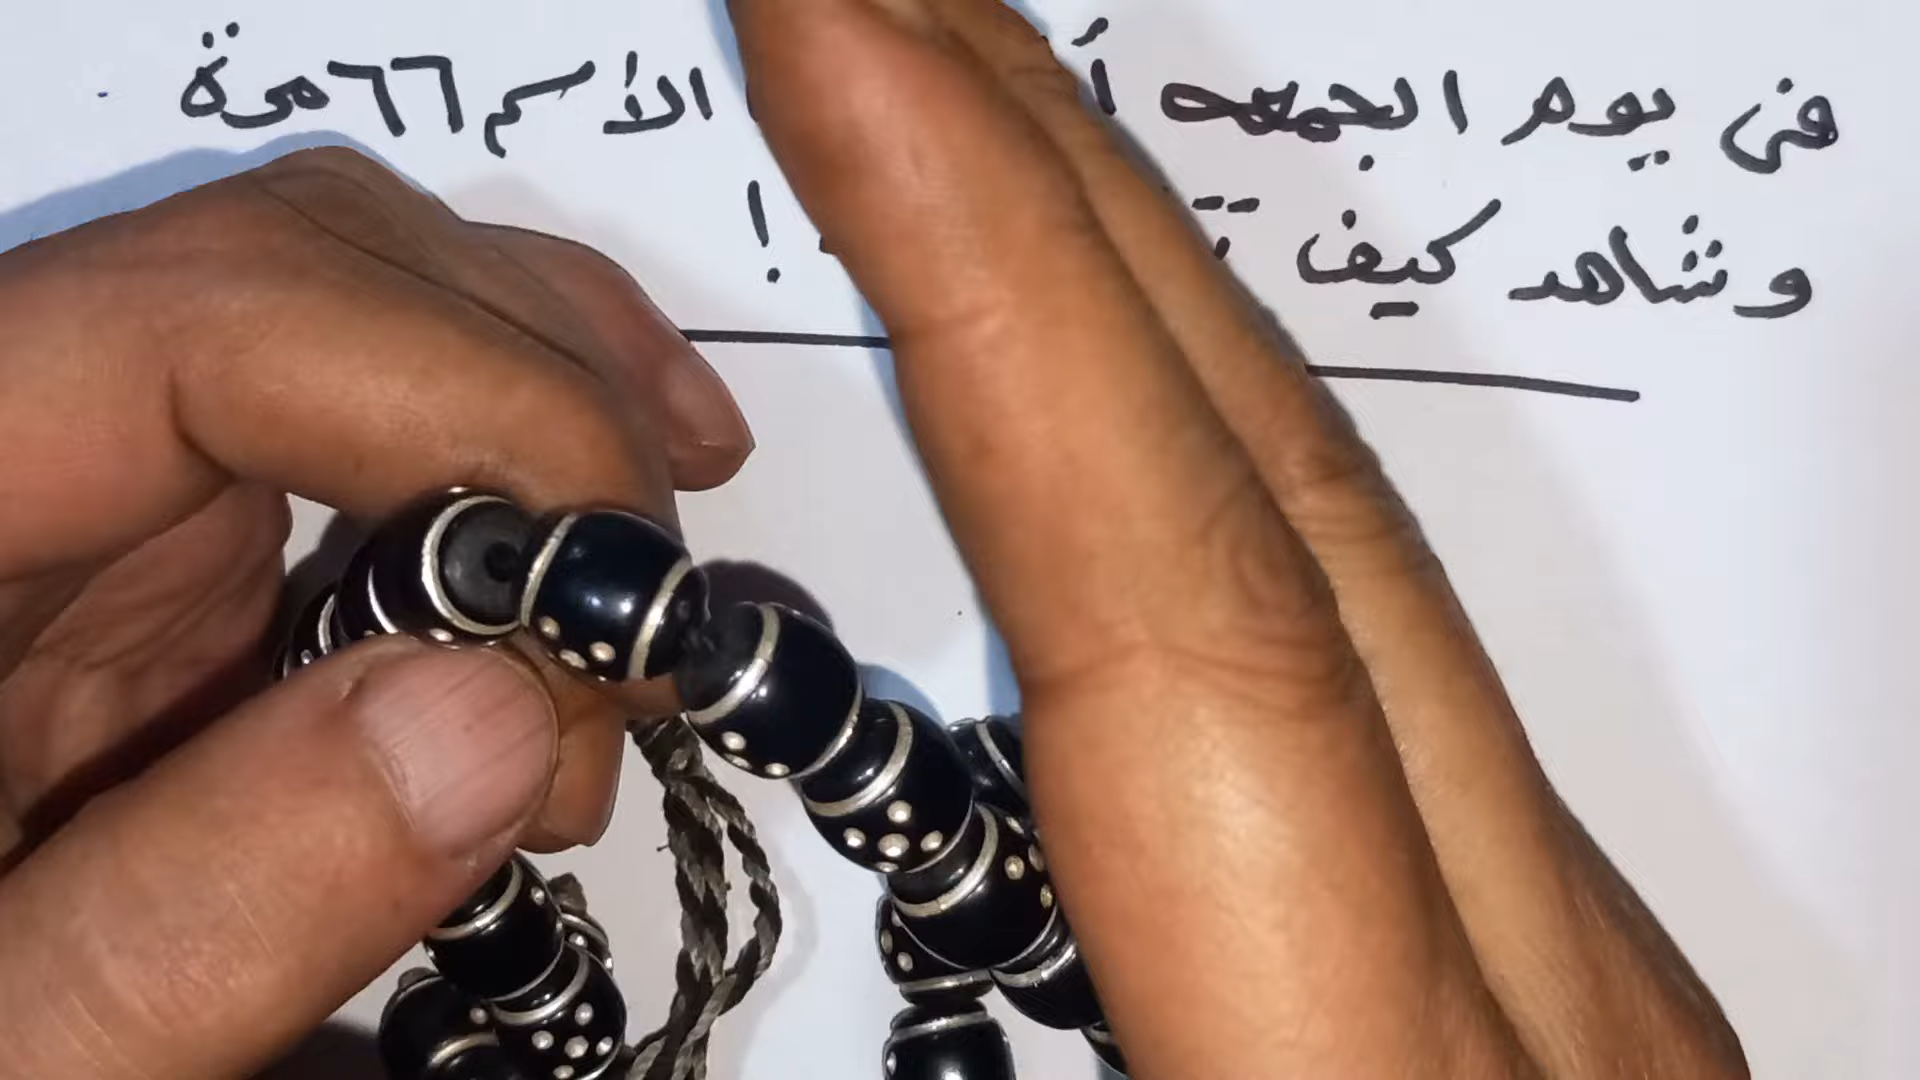 في يوم الجمعه الأسم ٦٦ مرة
وشاهد كيف !